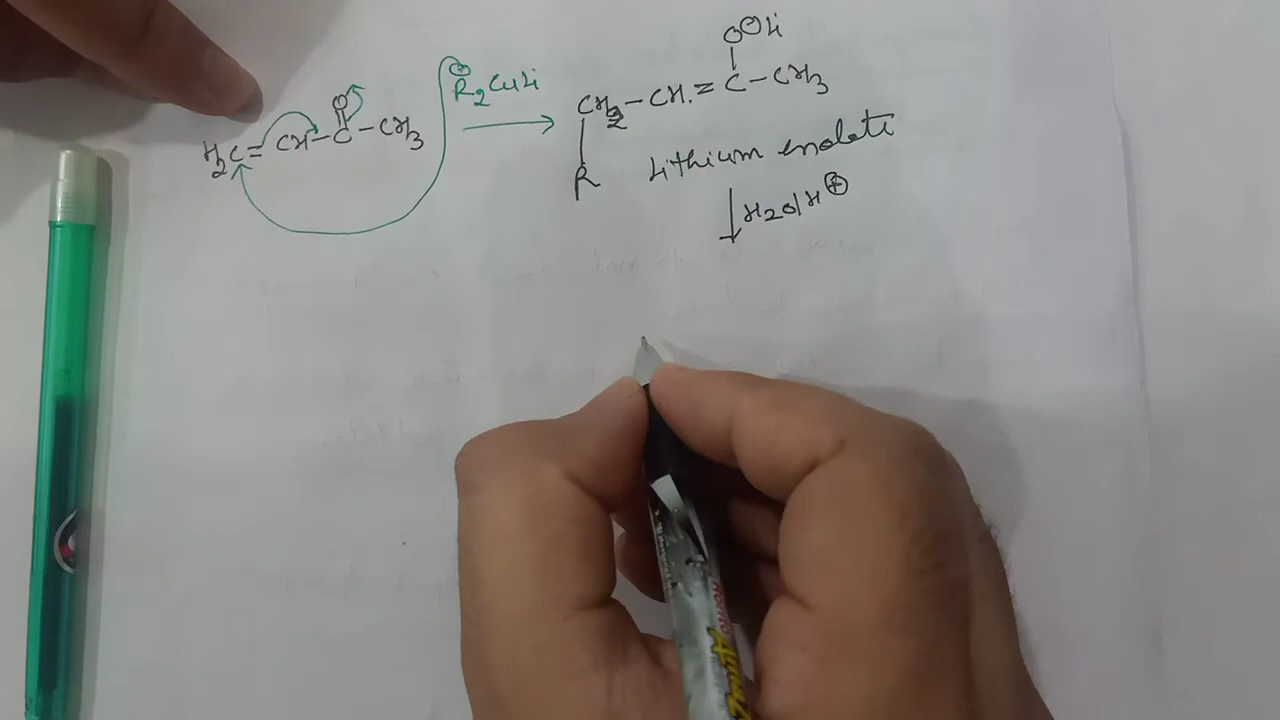 O⊖Li
R₂CuLi
O
H₂C=CH-C-CH₃
CH₂-CH=C-CH₃
R
Lithium enolate
H₂O/H⊕